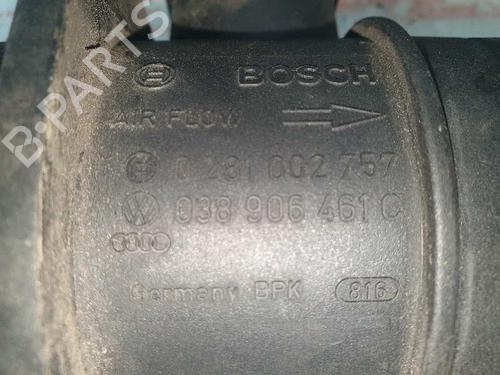 BOSCH
AIR FLOW
0 281 002 757
038 906 461 C
Germany BPK 816
B-PARTS